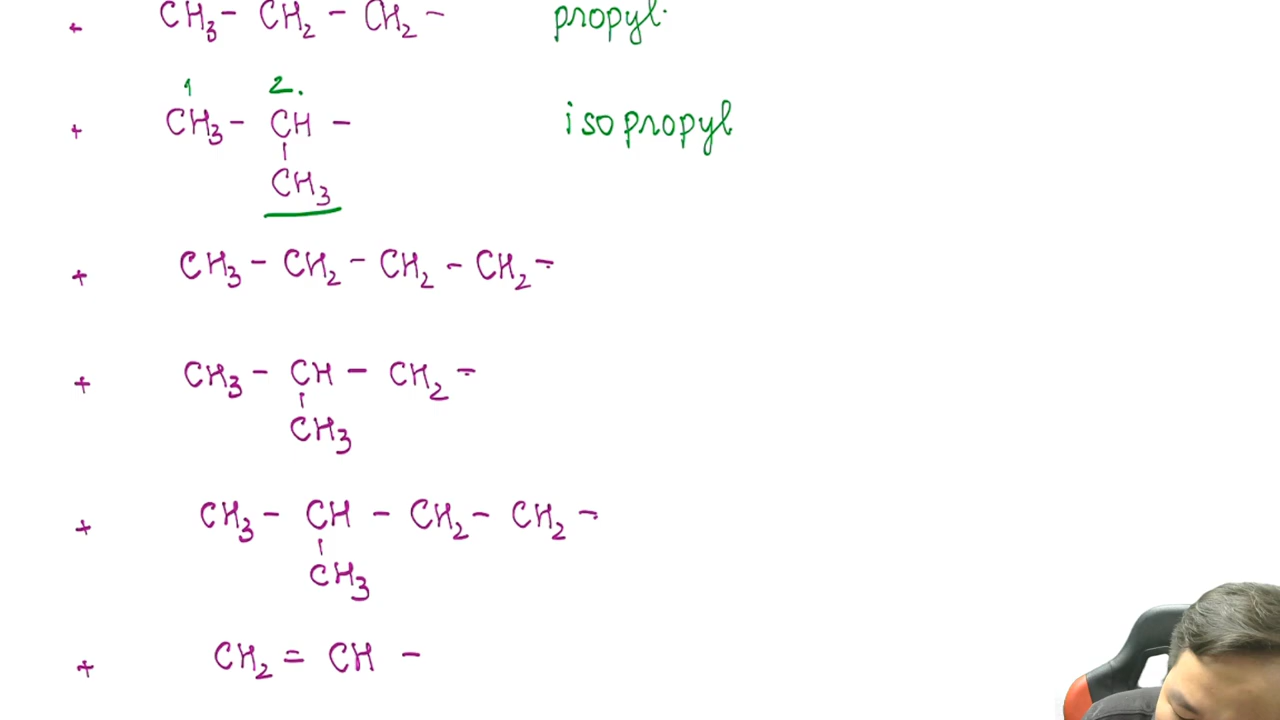 + CH3 - CH2 - CH2 - propyl.
1 2.
+ CH3 - CH - isopropyl
CH3
+ CH3 - CH2 - CH2 - CH2 -
+ CH3 - CH - CH2 -
CH3
+ CH3 - CH - CH2 - CH2 -
CH3
+ CH2 = CH -